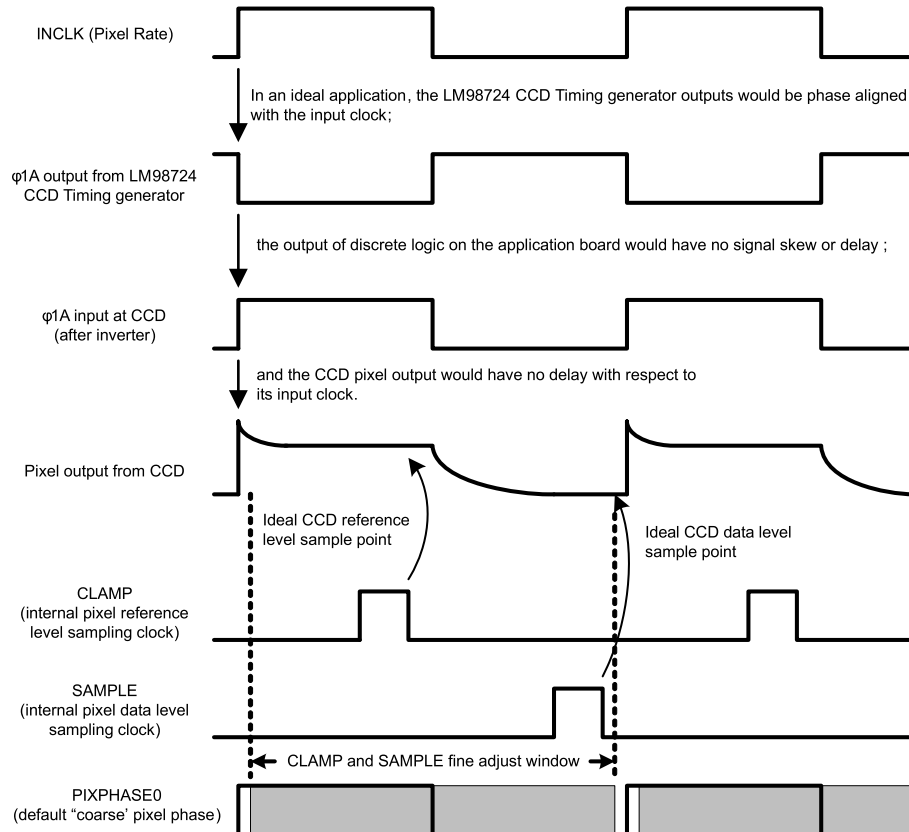 INCLK (Pixel Rate)
In an ideal application, the LM98724 CCD Timing generator outputs would be phase aligned
with the input clock;
φ1A output from LM98724
CCD Timing generator
the output of discrete logic on the application board would have no signal skew or delay ;
φ1A input at CCD
(after inverter)
and the CCD pixel output would have no delay with respect to
its input clock.
Pixel output from CCD
Ideal CCD reference
level sample point
Ideal CCD data level
sample point
CLAMP
(internal pixel reference
level sampling clock)
SAMPLE
(internal pixel data level
sampling clock)
CLAMP and SAMPLE fine adjust window
PIXPHASE0
(default “coarse’ pixel phase)